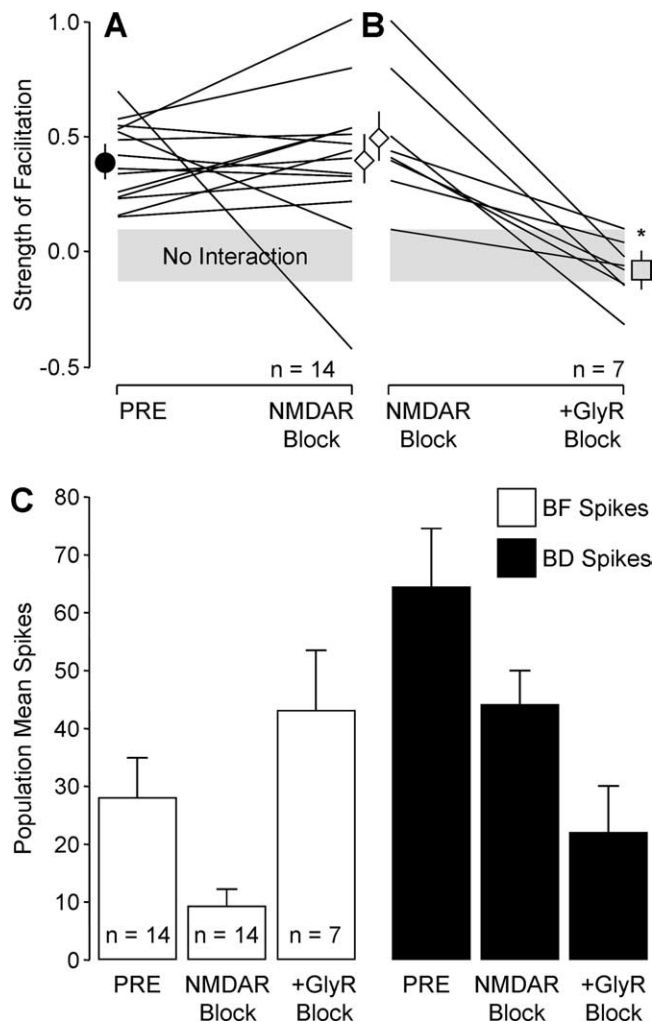 A
B
1.0
0.5
0.0
-0.5
Strength of Facilitation
No Interaction
*
n = 14
n = 7
PRE
NMDAR
Block
NMDAR
Block
+GlyR
Block
C
BF Spikes
BD Spikes
80
70
60
50
40
30
20
10
0
Population Mean Spikes
n = 14
n = 14
n = 7
PRE
NMDAR
Block
+GlyR
Block
PRE
NMDAR
Block
+GlyR
Block